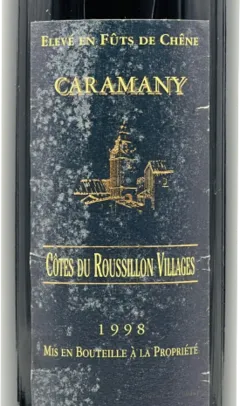 ELEVÉ EN FÛTS DE CHÊNE
CARAMANY
CÔTES DU ROUSSILLON VILLAGES
1998
MIS EN BOUTEILLE À LA PROPRIÉTÉ